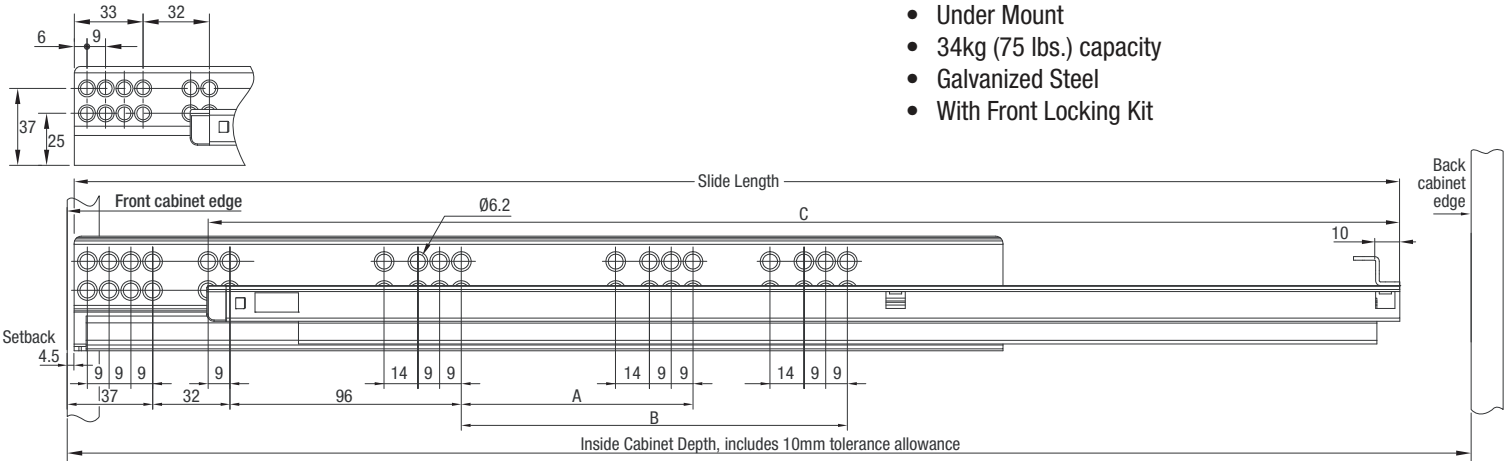 33
32
6
9
37
25
• Under Mount
• 34kg (75 lbs.) capacity
• Galvanized Steel
• With Front Locking Kit
Slide Length
Back
cabinet
edge
Front cabinet edge
Ø6.2
C
10
Setback
4.5
9 9 9 9 14 9 9 14 9 9 14 9 9
37 32 96 A
B
Inside Cabinet Depth, includes 10mm tolerance allowance